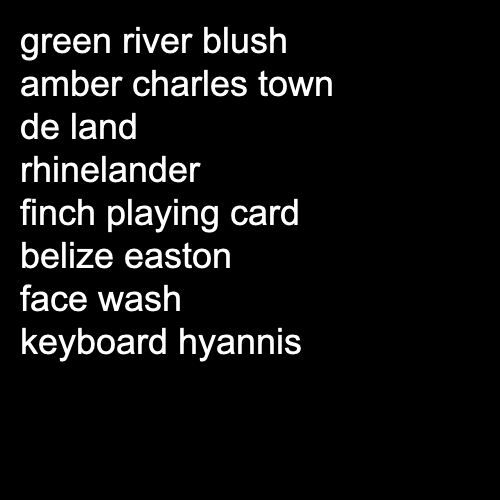 green river blush
amber charles town
de land
rhinelander
finch playing card
belize easton
face wash
keyboard hyannis